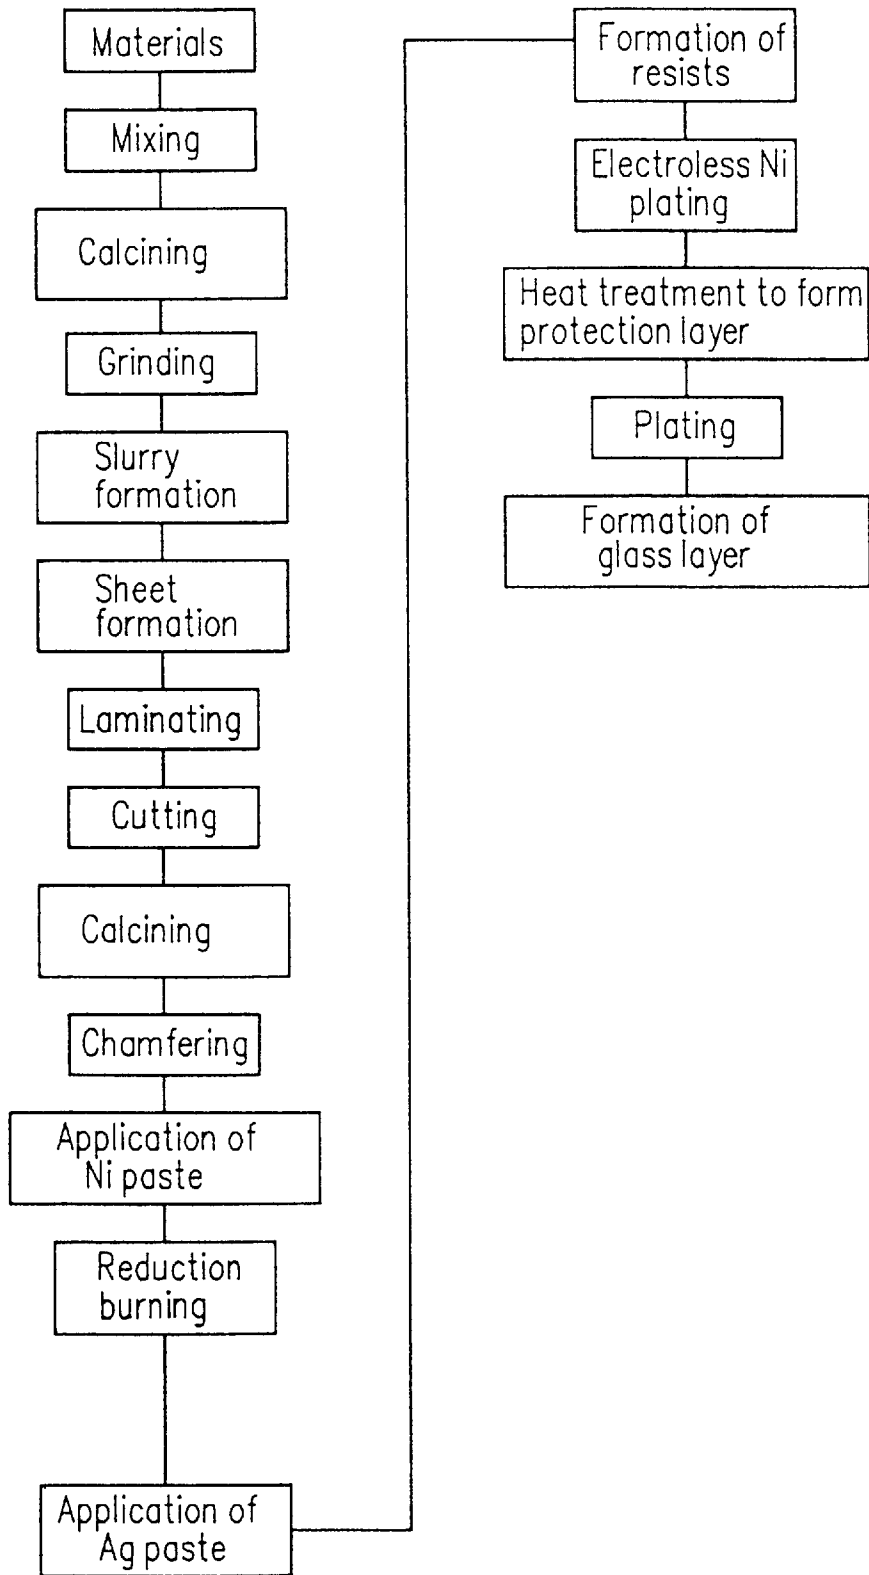 Materials
Mixing
Calcining
Grinding
Slurry
formation
Sheet
formation
Laminating
Cutting
Calcining
Chamfering
Application of
Ni paste
Reduction
burning
Application of
Ag paste
Formation of
resists
Electroless Ni
plating
Heat treatment to form
protection layer
Plating
Formation of
glass layer